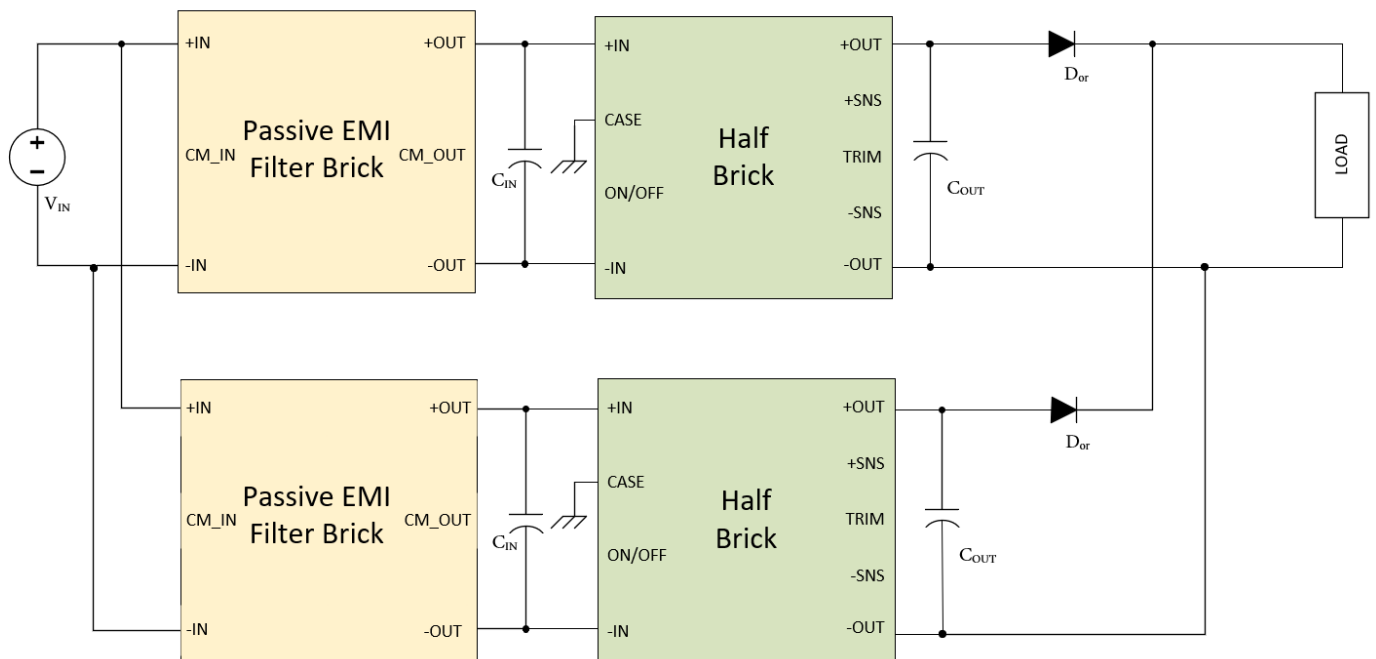 +IN
+OUT
+IN
+OUT
D_or
+SNS
CASE
Passive EMI
Filter Brick
Half
Brick
CM_IN
CM_OUT
C_IN
TRIM
C_OUT
LOAD
+
−
V_IN
ON/OFF
-SNS
-IN
-OUT
-IN
-OUT
+IN
+OUT
+IN
+OUT
D_or
+SNS
CASE
Passive EMI
Filter Brick
Half
Brick
CM_IN
CM_OUT
C_IN
TRIM
ON/OFF
C_OUT
-SNS
-IN
-OUT
-IN
-OUT